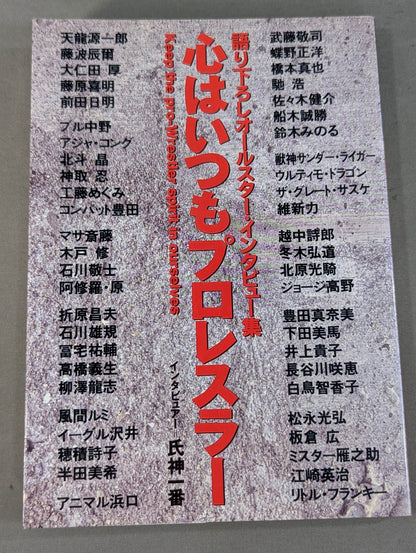 語り下ろしオールスター・インタビュー集
心はいつもプロレスラー
Keep the pro-Wrestler spirit in ourselves
インタビュアー 氏神一番
武藤敬司
蝶野正洋
橋本真也
馳 浩
佐々木健介
船木誠勝
鈴木みのる
獣神サンダー・ライガー
ウルティモ・ドラゴン
ザ・グレート・サスケ
維新力
越中詩郎
冬木弘道
北原光騎
ジョージ高野
豊田真奈美
下田美馬
井上貴子
長谷川咲恵
白鳥智香子
松永光弘
板倉 広
ミスター雁之助
江崎英治
リトル・フランキー
天龍源一郎
藤波辰爾
大仁田 厚
藤原喜明
前田日明
ブル中野
アジャ・コング
北斗 晶
神取 忍
工藤めぐみ
コンバット豊田
マサ斎藤
木戸 修
石川敬士
阿修羅・原
折原昌夫
石川雄規
冨宅祐輔
高橋義生
柳澤龍志
風間ルミ
イーグル沢井
穂積詩子
半田美希
アニマル浜口